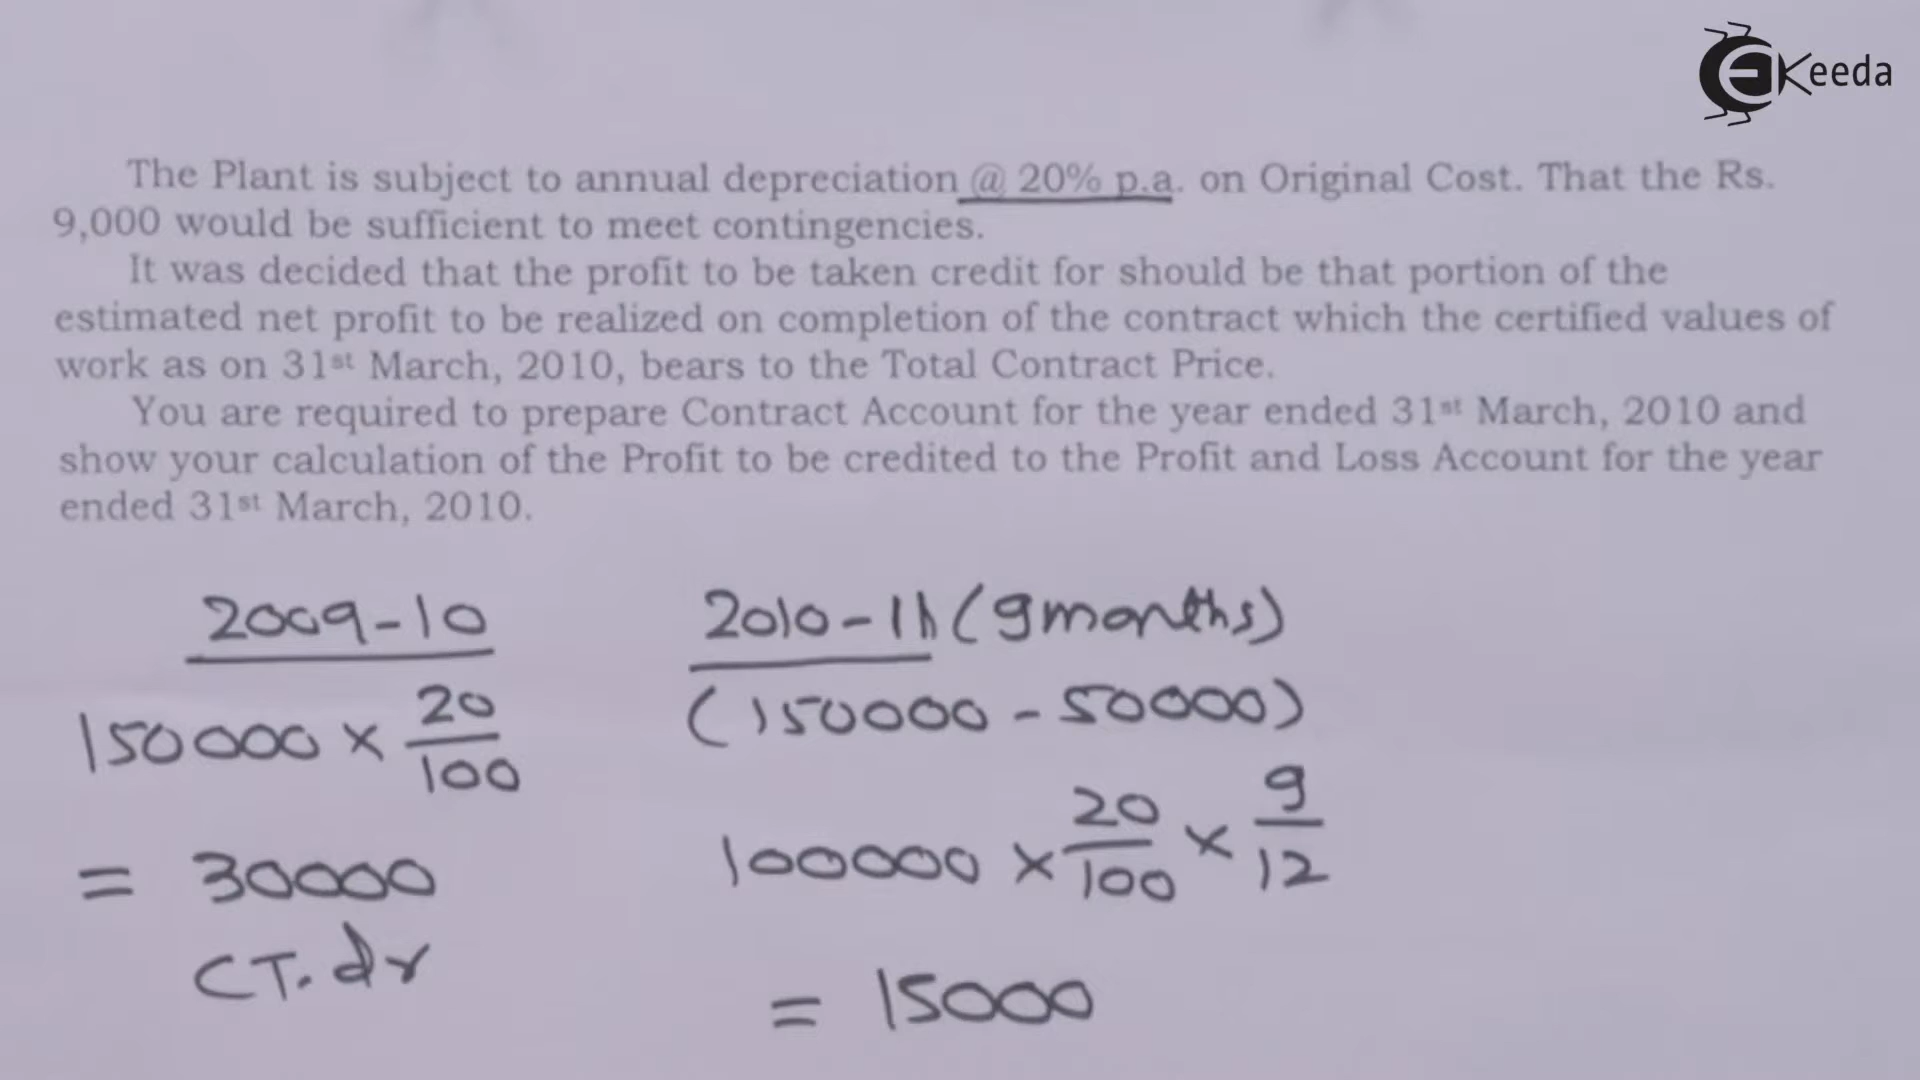 EKeeda
The Plant is subject to annual depreciation @ 20% p.a. on Original Cost. That the Rs.
9,000 would be sufficient to meet contingencies.
It was decided that the profit to be taken credit for should be that portion of the
estimated net profit to be realized on completion of the contract which the certified values of
work as on 31st March, 2010, bears to the Total Contract Price.
You are required to prepare Contract Account for the year ended 31st March, 2010 and
show your calculation of the Profit to be credited to the Profit and Loss Account for the year
ended 31st March, 2010.
2009-10
150000 × 20/100
= 30000
CT. dr
2010-11 (9 months)
(150000 - 50000)
100000 × 20/100 × 9/12
= 15000